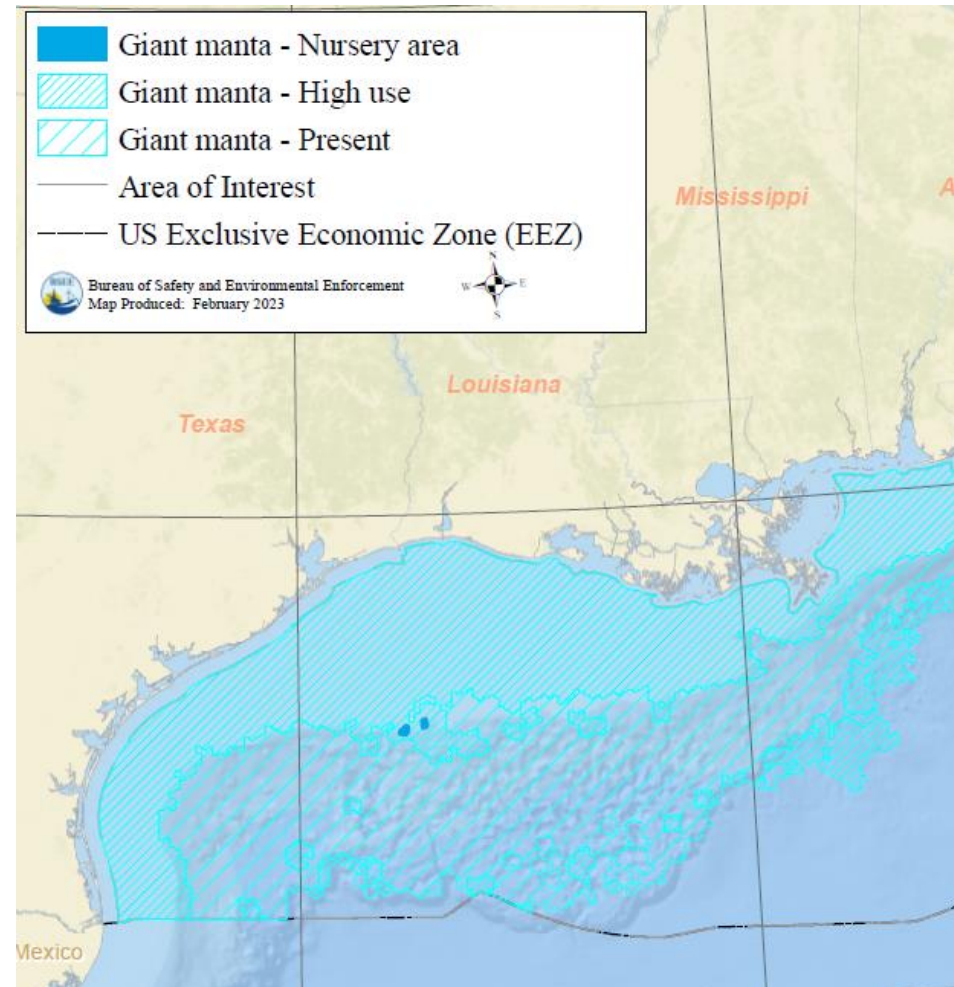 Giant manta - Nursery area
Giant manta - High use
Giant manta - Present
Area of Interest
US Exclusive Economic Zone (EEZ)
Bureau of Safety and Environmental Enforcement
Map Produced: February 2023
N
W
E
S
Mississippi
A
Louisiana
Texas
Mexico